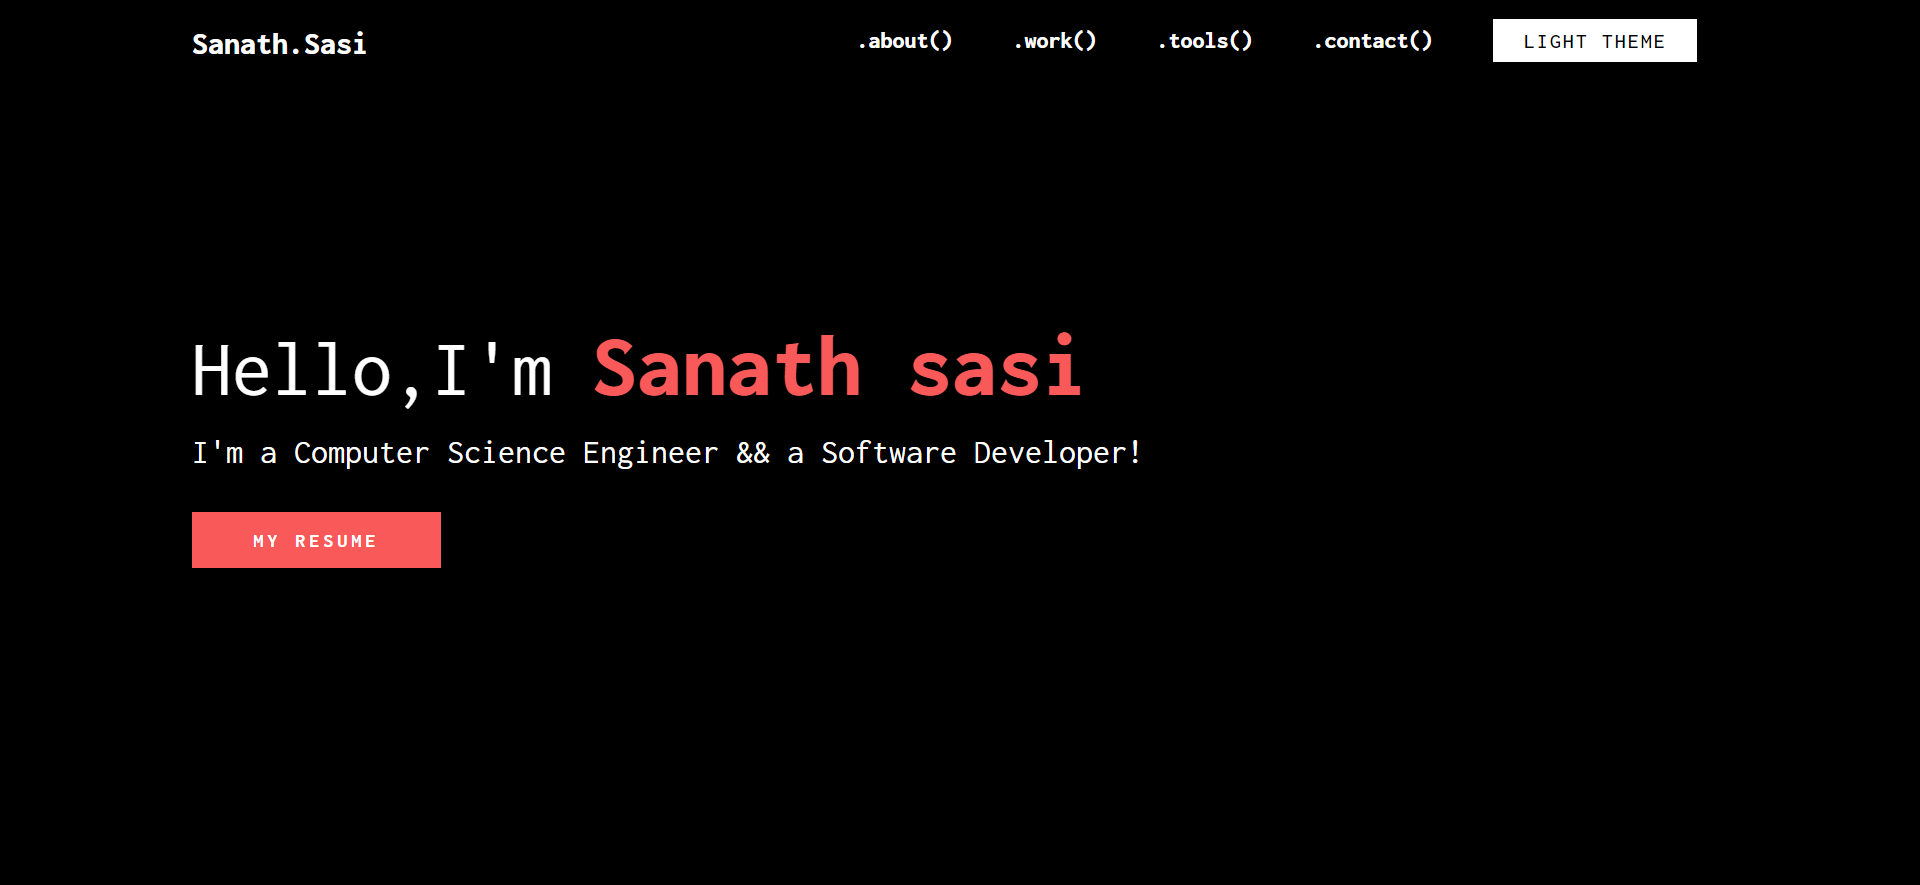 Sanath.Sasi
.about() .work() .tools() .contact() LIGHT THEME
Hello,I'm Sanath sasi
I'm a Computer Science Engineer && a Software Developer!
MY RESUME